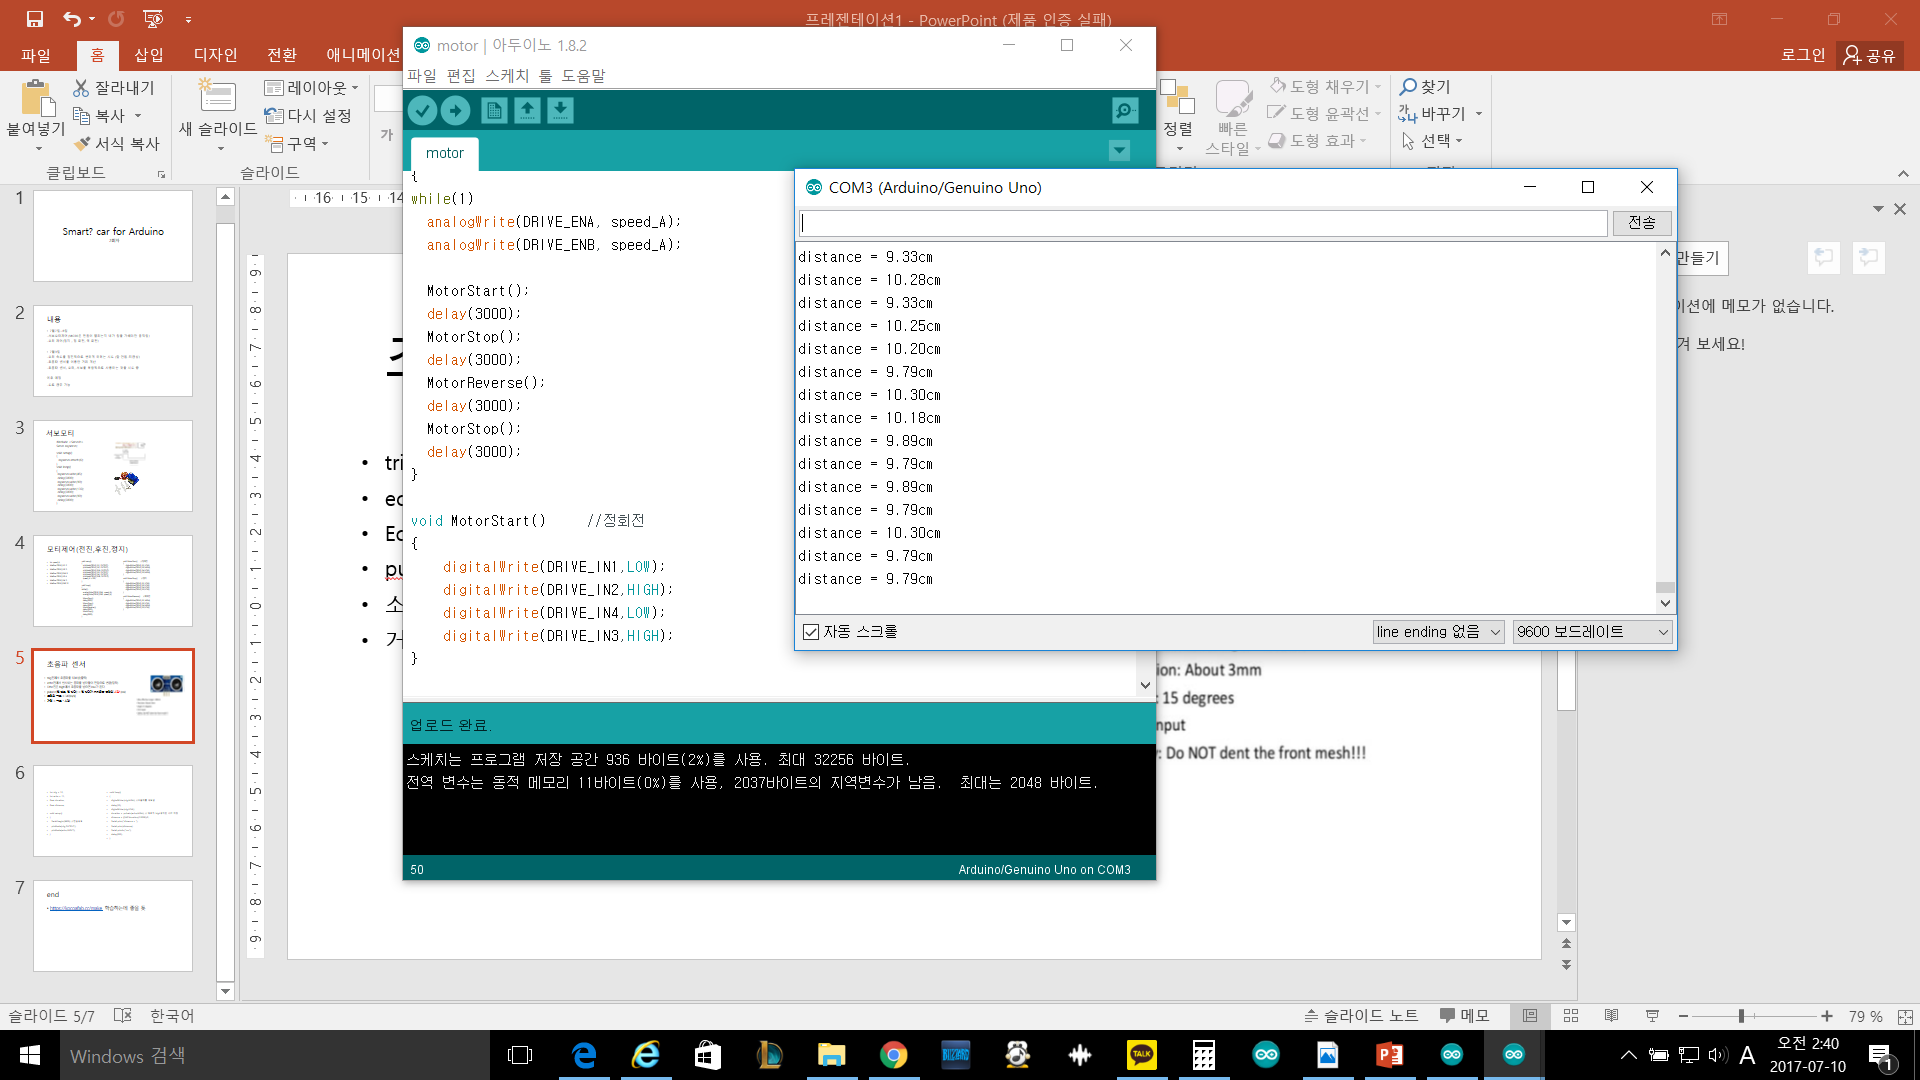 프레젠테이션1 - PowerPoint (제품 인증 실패)
파일 홈 삽입 디자인 전환 애니메이션
로그인 공유
붙여넣기
잘라내기
복사
서식 복사
클립보드
새 슬라이드
레이아웃
다시 설정
구역
슬라이드
가
정렬
빠른 스타일
도형 채우기
도형 윤곽선
도형 효과
찾기
바꾸기
선택
motor | 아두이노 1.8.2
파일 편집 스케치 툴 도움말
motor
{
while(1)
analogWrite(DRIVE_ENA, speed_A);
analogWrite(DRIVE_ENB, speed_A);
MotorStart();
delay(3000);
MotorStop();
delay(3000);
MotorReverse();
delay(3000);
MotorStop();
delay(3000);
}
void MotorStart() //정회전
{
digitalWrite(DRIVE_IN1,LOW);
digitalWrite(DRIVE_IN2,HIGH);
digitalWrite(DRIVE_IN4,LOW);
digitalWrite(DRIVE_IN3,HIGH);
}
업로드 완료.
스케치는 프로그램 저장 공간 936 바이트(2%)를 사용. 최대 32256 바이트.
전역 변수는 동적 메모리 11바이트(0%)를 사용, 2037바이트의 지역변수가 남음. 최대는 2048 바이트.
50
Arduino/Genuino Uno on COM3
COM3 (Arduino/Genuino Uno)
전송
distance = 9.33cm
distance = 10.28cm
distance = 9.33cm
distance = 10.25cm
distance = 10.20cm
distance = 9.79cm
distance = 10.30cm
distance = 10.18cm
distance = 9.89cm
distance = 9.79cm
distance = 9.89cm
distance = 9.79cm
distance = 10.30cm
distance = 9.79cm
distance = 9.79cm
자동 스크롤
line ending 없음
9600 보드레이트
만들기
이션에 메모가 없습니다.
겨 보세요!
1
Smart? car for Arduino
2
내용
3
서보모터
4
모터제어(전진,후진,정지)
5
초음파 센서
6
7
end
tri
ec
Ec
pu
소
거
ion: About 3mm
: 15 degrees
nput
: Do NOT dent the front mesh!!!
슬라이드 5/7
한국어
슬라이드 노트
메모
79 %
Windows 검색
TALK
A
오전 2:40
2017-07-10
1